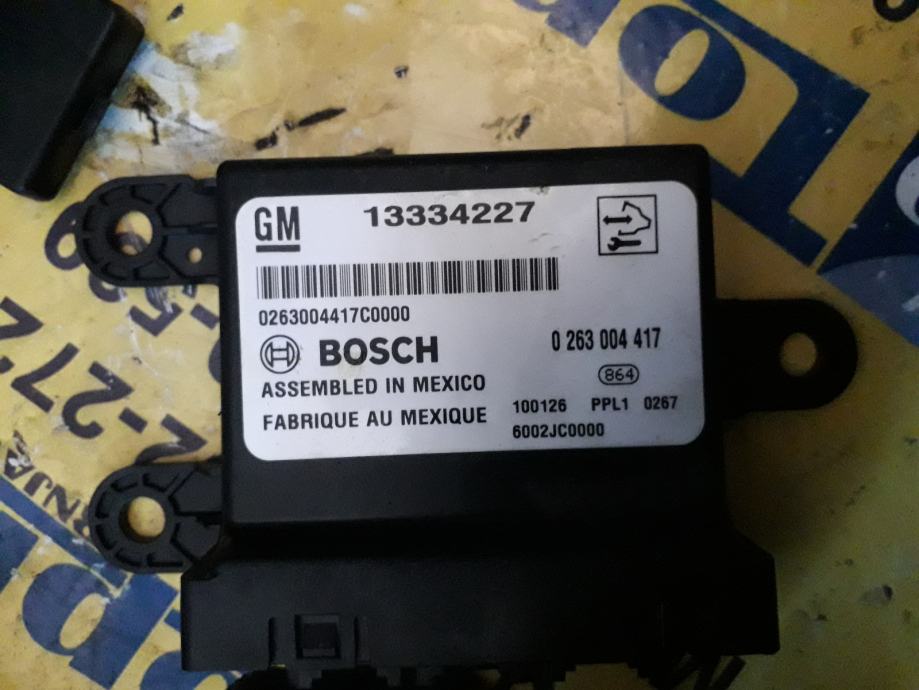 GM 13334227
0263004417C0000
BOSCH 0 263 004 417
864
ASSEMBLED IN MEXICO
FABRIQUE AU MEXIQUE 100126 PPL1 0267
6002JC0000